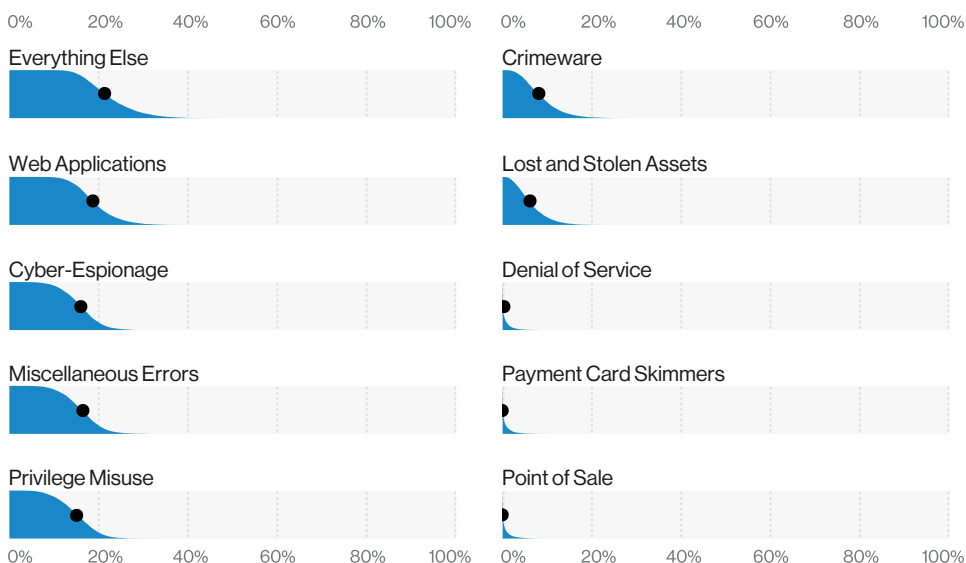 0% 20% 40% 60% 80% 100%
Everything Else
Web Applications
Cyber-Espionage
Miscellaneous Errors
Privilege Misuse
0% 20% 40% 60% 80% 100%
0% 20% 40% 60% 80% 100%
Crimeware
Lost and Stolen Assets
Denial of Service
Payment Card Skimmers
Point of Sale
0% 20% 40% 60% 80% 100%